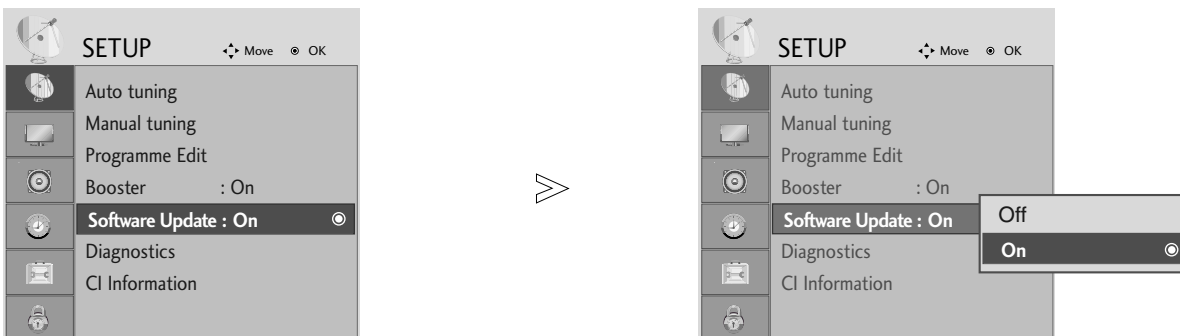 SETUP Move OK
Auto tuning
Manual tuning
Programme Edit
Booster : On
Software Update : On
Diagnostics
CI Information
SETUP Move OK
Auto tuning
Manual tuning
Programme Edit
Booster : On
Software Update : On
Diagnostics
CI Information
Off
On